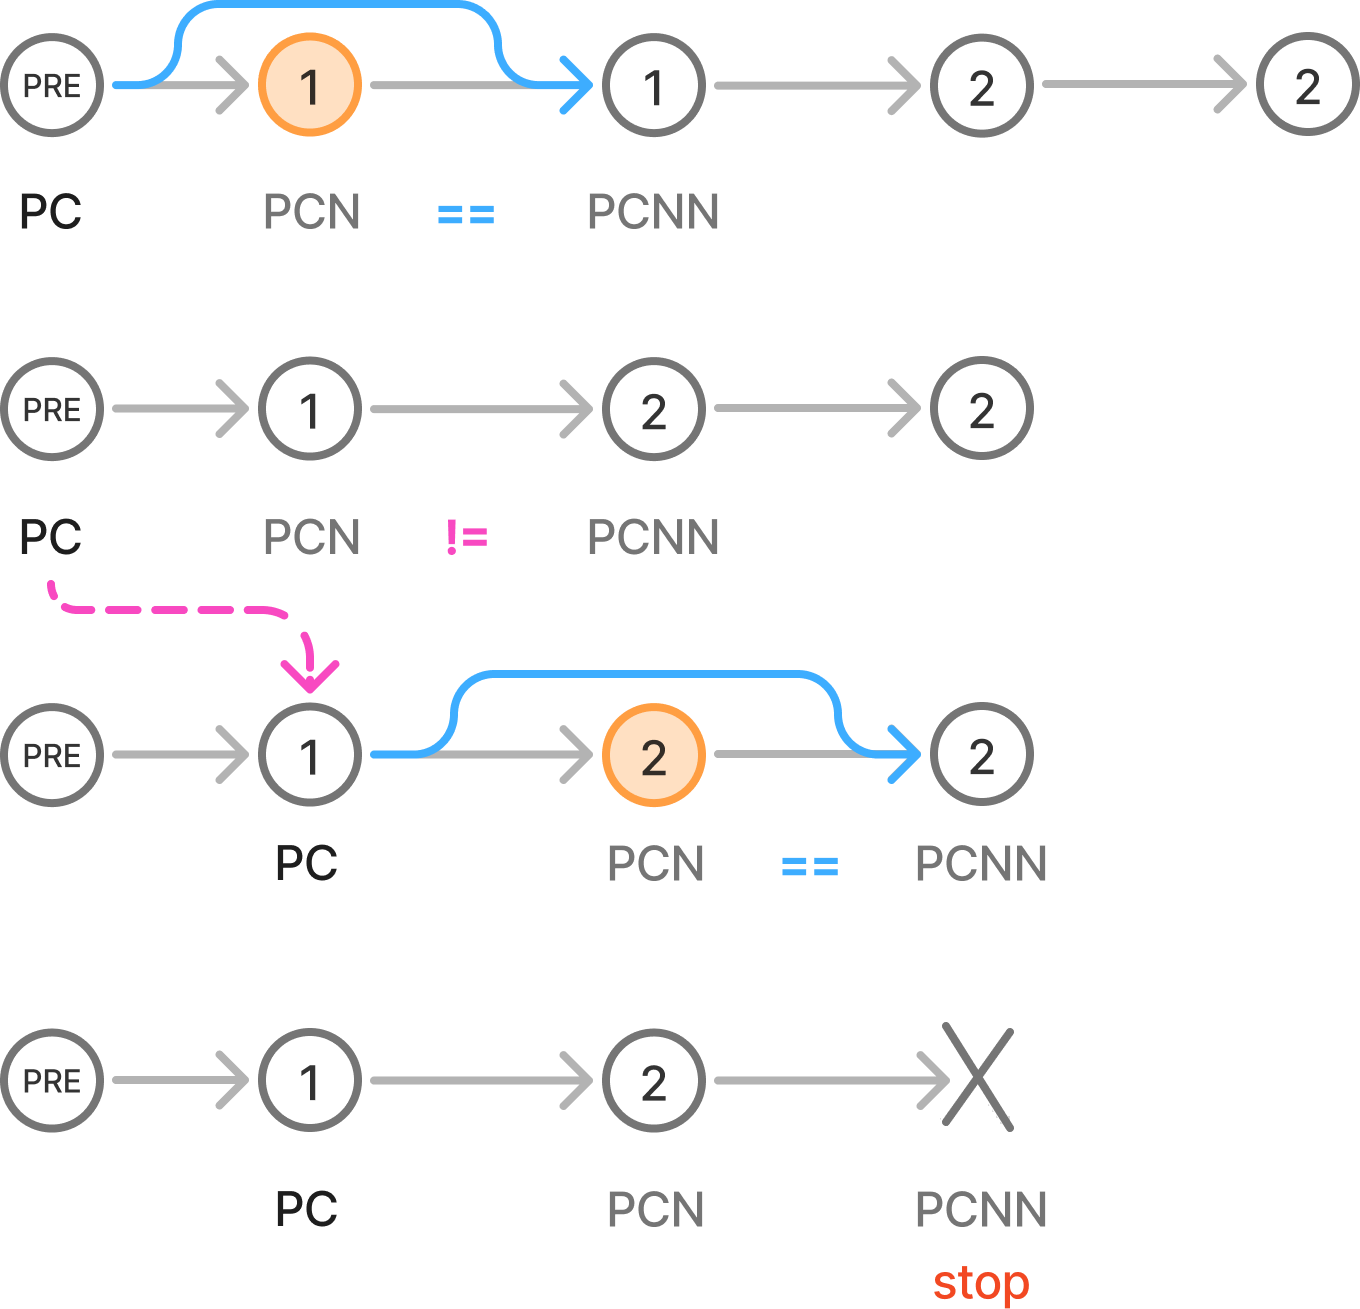 PRE 1 1 2 2
PC PCN == PCNN
PRE 1 2 2
PC PCN != PCNN
PRE 1 2 2
PC PCN == PCNN
PRE 1 2
PC PCN PCNN
stop